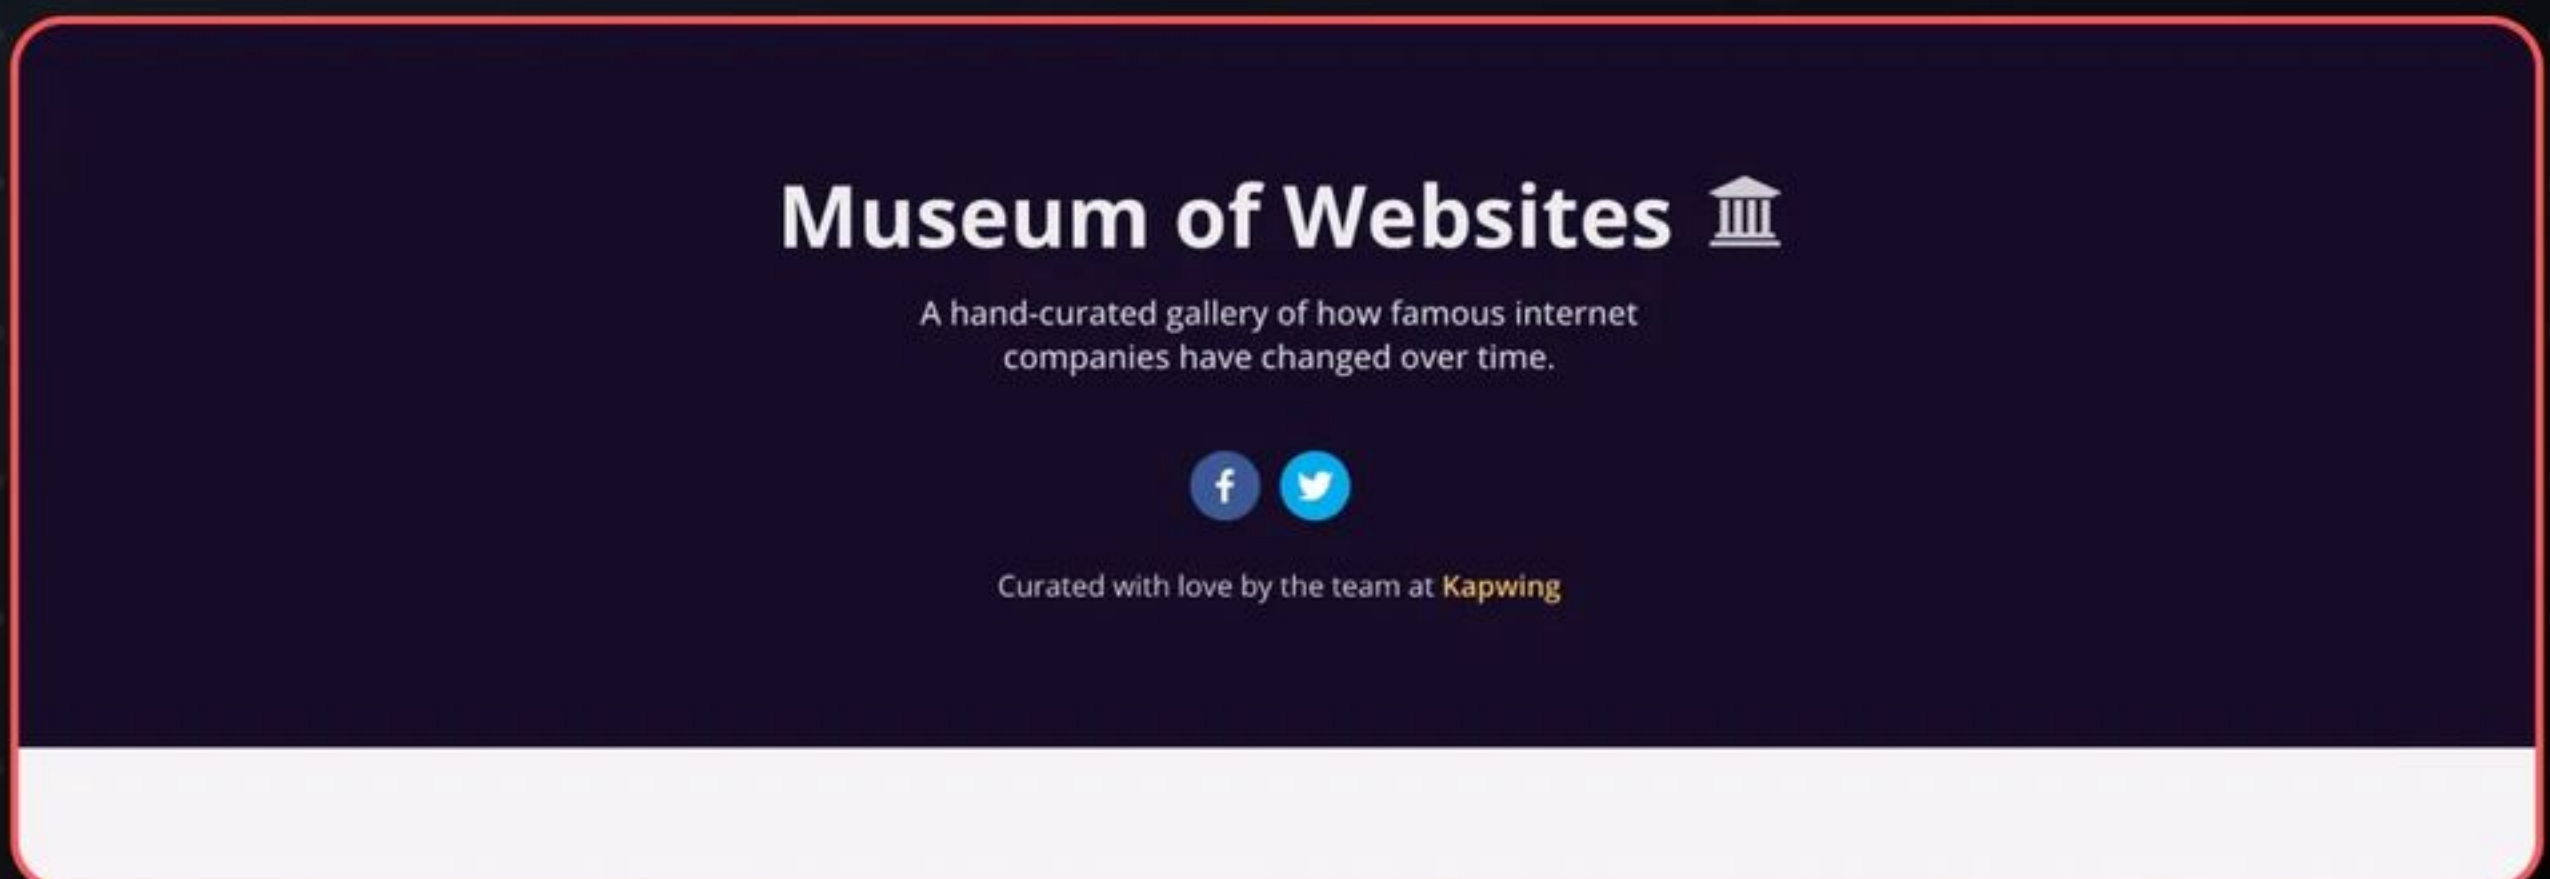 Museum of Websites
A hand-curated gallery of how famous internet
companies have changed over time.
Curated with love by the team at Kapwing